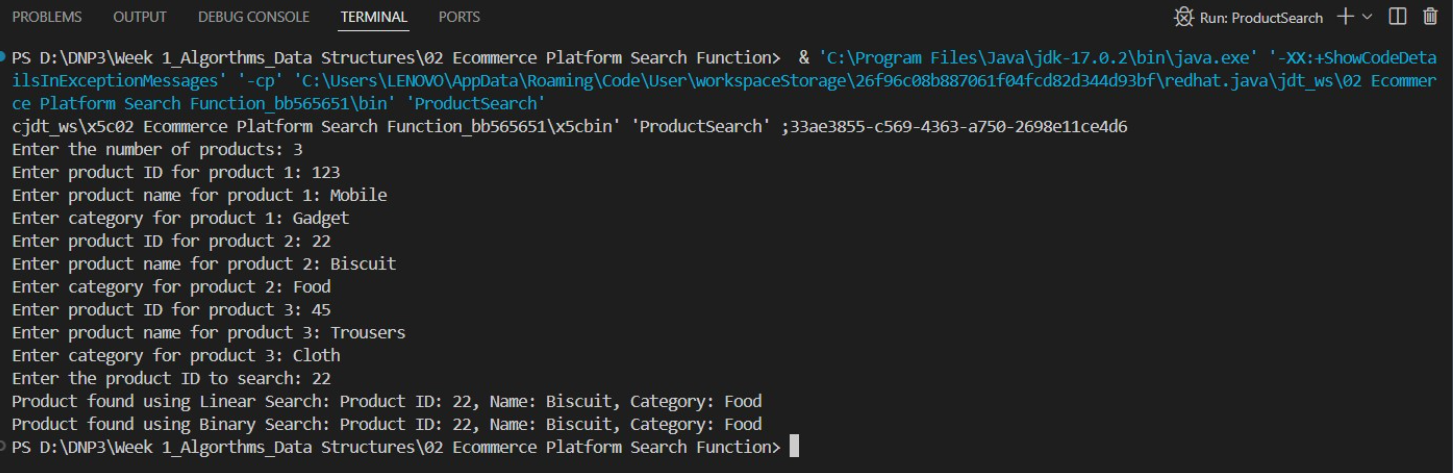 PROBLEMS OUTPUT DEBUG CONSOLE TERMINAL PORTS Run: ProductSearch
PS D:\DNP3\Week 1_Algorthms_Data Structures\02 Ecommerce Platform Search Function> & 'C:\Program Files\Java\jdk-17.0.2\bin\java.exe' '-XX:+ShowCodeDeta
ilsInExceptionMessages' '-cp' 'C:\Users\LENOVO\AppData\Roaming\Code\User\workspaceStorage\26f96c08b887061f04fcd82d344d93bf\redhat.java\jdt_ws\02 Ecommer
ce Platform Search Function_bb565651\bin' 'ProductSearch'
cjdt_ws\x5c02 Ecommerce Platform Search Function_bb565651\x5cbin' 'ProductSearch' ;33ae3855-c569-4363-a750-2698e11ce4d6
Enter the number of products: 3
Enter product ID for product 1: 123
Enter product name for product 1: Mobile
Enter category for product 1: Gadget
Enter product ID for product 2: 22
Enter product name for product 2: Biscuit
Enter category for product 2: Food
Enter product ID for product 3: 45
Enter product name for product 3: Trousers
Enter category for product 3: Cloth
Enter the product ID to search: 22
Product found using Linear Search: Product ID: 22, Name: Biscuit, Category: Food
Product found using Binary Search: Product ID: 22, Name: Biscuit, Category: Food
PS D:\DNP3\Week 1_Algorthms_Data Structures\02 Ecommerce Platform Search Function>